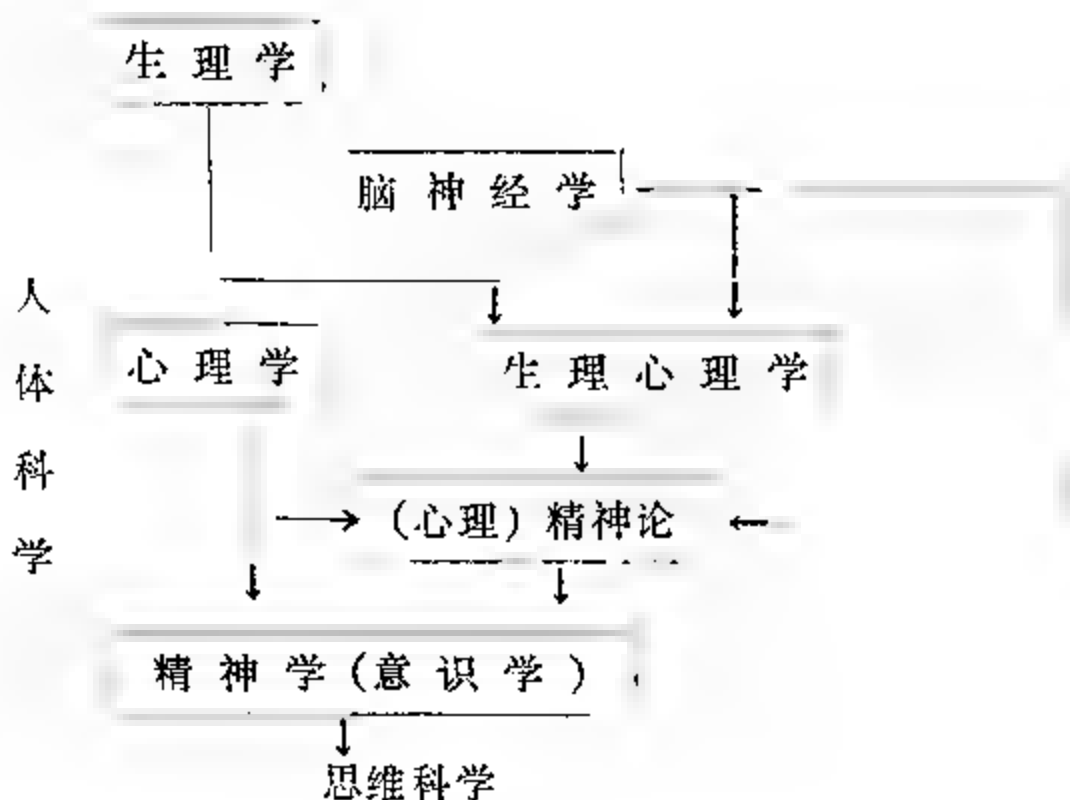 生理学
脑神经学
人体科学
心理学
生理心理学
(心理)精神论
精神学(意识学)
思维科学